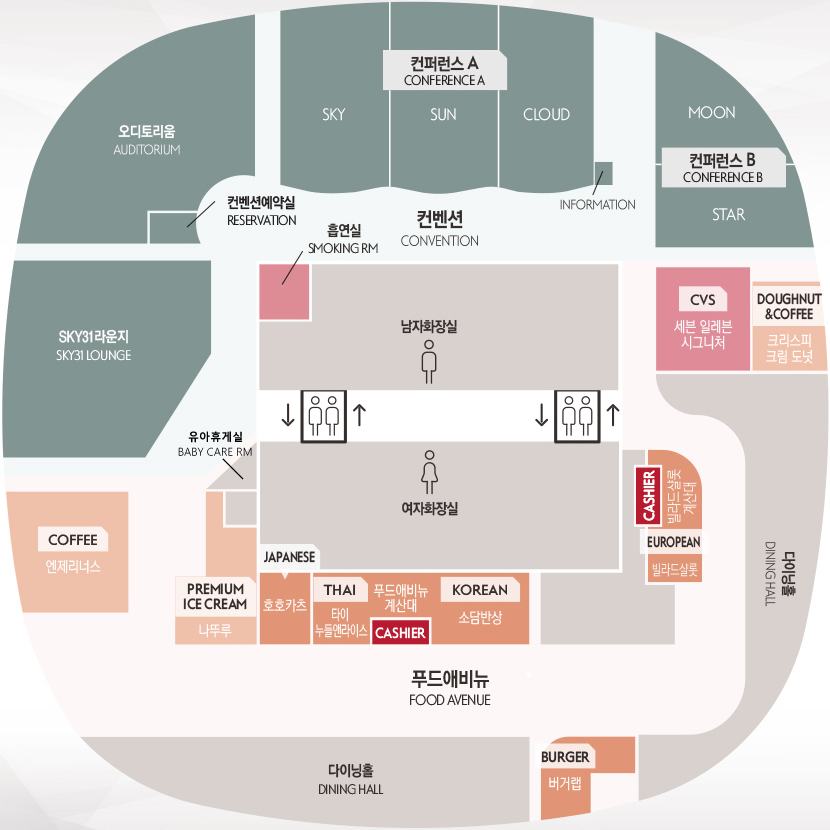 컨퍼런스 A
CONFERENCE A
SKY
SUN
CLOUD
MOON
컨퍼런스 B
CONFERENCE B
STAR
오디토리움
AUDITORIUM
컨벤션예약실
RESERVATION
INFORMATION
컨벤션
CONVENTION
흡연실
SMOKING RM
CVS
세븐 일레븐
시그니처
DOUGHNUT
&COFFEE
크리스피
크림 도넛
SKY31라운지
SKY31 LOUNGE
남자화장실
유아휴게실
BABY CARE RM
여자화장실
CASHIER
빌라드샬롯
계산대
EUROPEAN
빌라드샬롯
다이닝홀
DINING HALL
COFFEE
엔제리너스
JAPANESE
호호카츠
PREMIUM
ICE CREAM
나뚜루
THAI
타이
누들앤라이스
푸드애비뉴
계산대
CASHIER
KOREAN
소담반상
푸드애비뉴
FOOD AVENUE
다이닝홀
DINING HALL
BURGER
버거랩